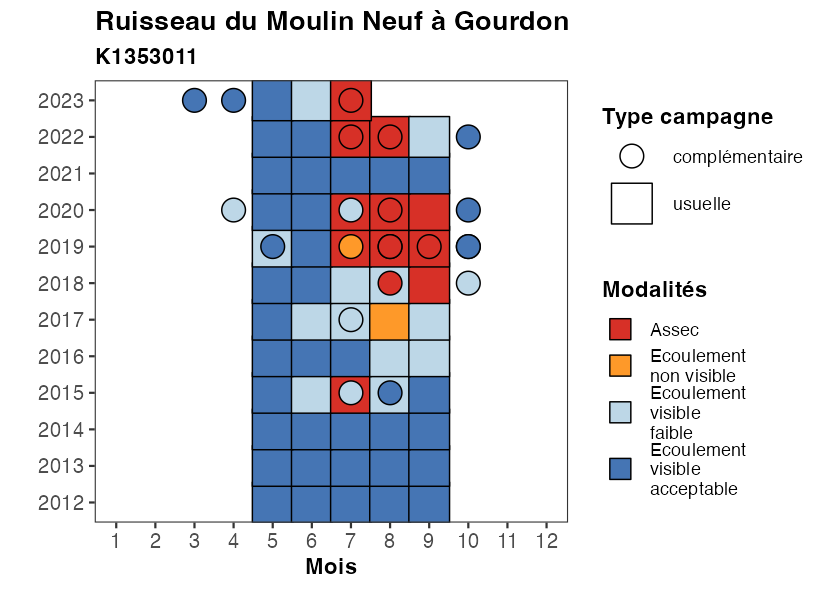 Ruisseau du Moulin Neuf à Gourdon
K1353011
2023
2022
2021
2020
2019
2018
2017
2016
2015
2014
2013
2012
1 2 3 4 5 6 7 8 9 10 11 12
Mois
Type campagne
complémentaire
usuelle
Modalités
Assec
Ecoulement
non visible
Ecoulement
visible
faible
Ecoulement
visible
acceptable